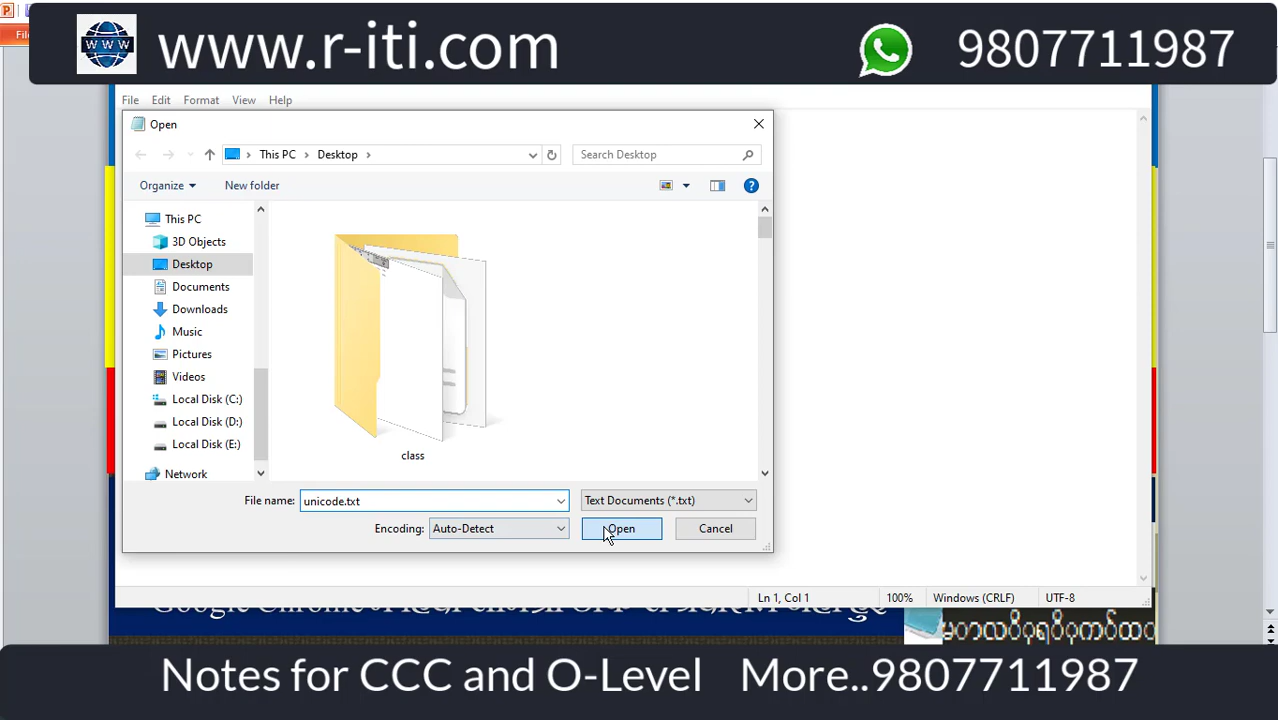 www.r-iti.com
9807711987
WWW
File Edit Format View Help
Open
This PC
Desktop
Search Desktop
Organize
New folder
This PC
3D Objects
Desktop
Documents
Downloads
Music
Pictures
Videos
Local Disk (C:)
Local Disk (D:)
Local Disk (E:)
Network
class
File name:
unicode.txt
Text Documents (*.txt)
Encoding:
Auto-Detect
Open
Cancel
Ln 1, Col 1
100%
Windows (CRLF)
UTF-8
Google Chrome
Notes for CCC and O-Level More..9807711987